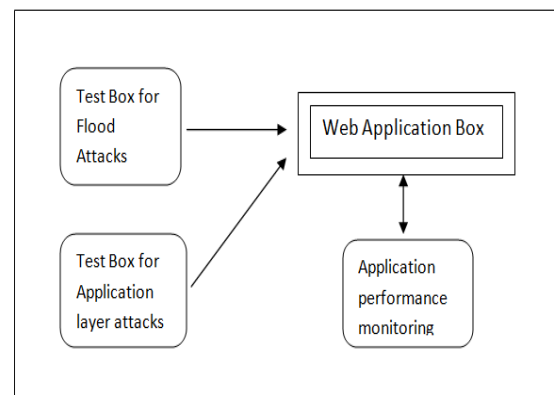 Test Box for
Flood
Attacks
Web Application Box
Test Box for
Application
layer attacks
Application
performance
monitoring